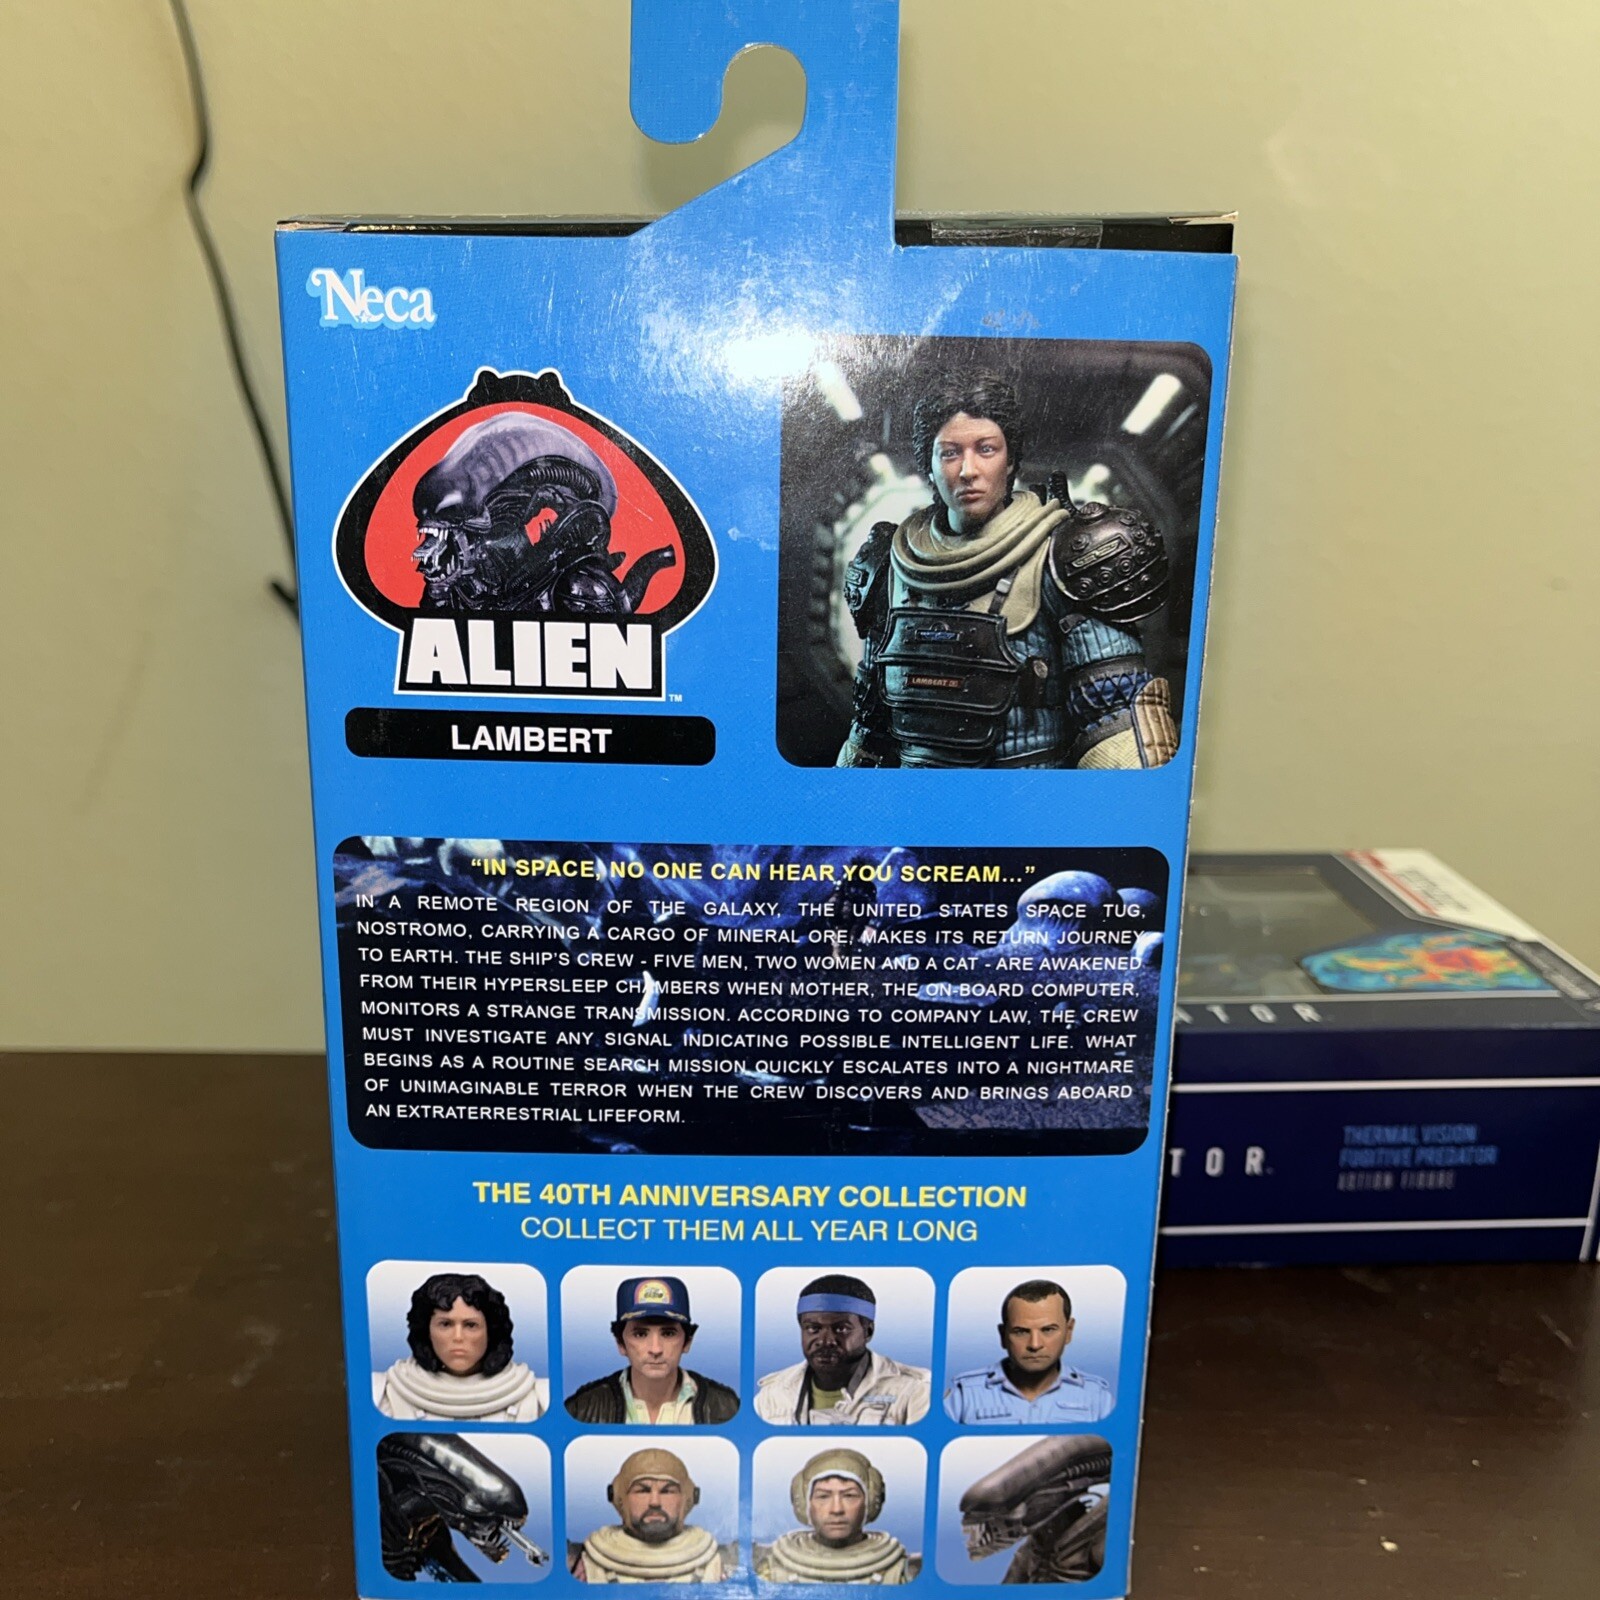 Neca
ALIEN
TM
LAMBERT
LAMBERT
“IN SPACE, NO ONE CAN HEAR YOU SCREAM...”
IN A REMOTE REGION OF THE GALAXY, THE UNITED STATES SPACE TUG,
NOSTROMO, CARRYING A CARGO OF MINERAL ORE, MAKES ITS RETURN JOURNEY
TO EARTH. THE SHIP'S CREW - FIVE MEN, TWO WOMEN AND A CAT - ARE AWAKENED
FROM THEIR HYPERSLEEP CHAMBERS WHEN MOTHER, THE ON-BOARD COMPUTER,
MONITORS A STRANGE TRANSMISSION. ACCORDING TO COMPANY LAW, THE CREW
MUST INVESTIGATE ANY SIGNAL INDICATING POSSIBLE INTELLIGENT LIFE. WHAT
BEGINS AS A ROUTINE SEARCH MISSION QUICKLY ESCALATES INTO A NIGHTMARE
OF UNIMAGINABLE TERROR WHEN THE CREW DISCOVERS AND BRINGS ABOARD
AN EXTRATERRESTRIAL LIFEFORM.
THE 40TH ANNIVERSARY COLLECTION
COLLECT THEM ALL YEAR LONG
ATOR
TOR
THERMAL VISION
FUGITIVE PREDATOR
ACTION FIGURE